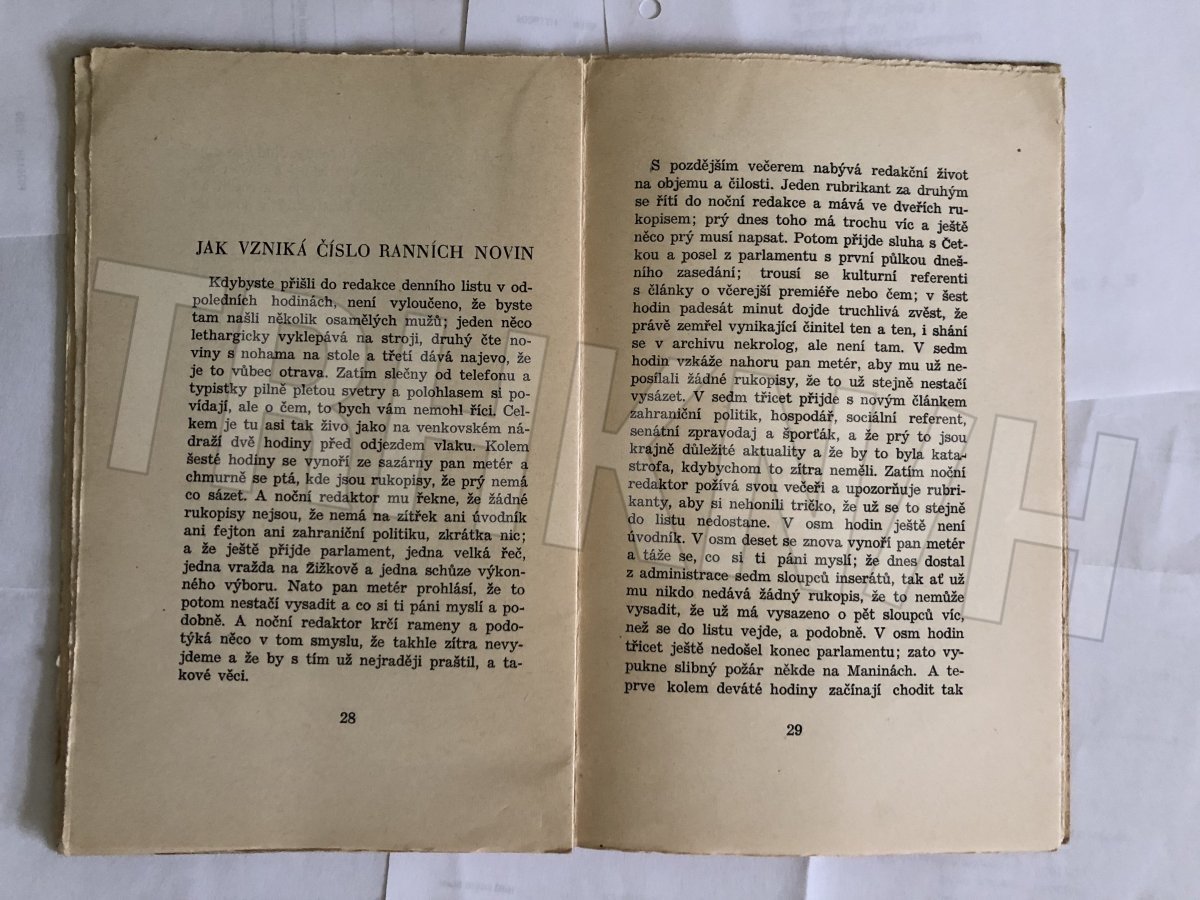 JAK VZNIKÁ ČÍSLO RANNÍCH NOVIN
Kdybyste přišli do redakce denního listu v od-
poledních hodinách, není vyloučeno, že byste
tam našli několik osamělých mužů; jeden něco
lethargicky vyklepává na stroji, druhý čte no-
viny s nohama na stole a třetí dává najevo, že
je to vůbec otrava. Zatím slečny od telefonu a
typistky pilně pletou svetry a polohlasem si po-
vídají, ale o čem, to bych vám nemohl říci. Cel-
kem je tu asi tak živo jako na venkovském ná-
draží dvě hodiny před odjezdem vlaku. Kolem
šesté hodiny se vynoří ze sazárny pan metér a
chmurně se ptá, kde jsou rukopisy, že prý nemá
co sázet. A noční redaktor mu řekne, že žádné
rukopisy nejsou, že nemá na zítřek ani úvodník
ani fejton ani zahraniční politiku, zkrátka nic;
a že ještě přijde parlament, jedna velká řeč,
jedna vražda na Žižkově a jedna schůze výkon-
ného výboru. Nato pan metér prohlásí, že to
potom nestačí vysadit a co si ti páni myslí a po-
dobně. A noční redaktor krčí rameny a podo-
týká něco v tom smyslu, že takhle zítra nevy-
jdeme a že by s tím už nejraději praštil, a ta-
kové věci.
28
S pozdějším večerem nabývá redakční život
na objemu a čilosti. Jeden rubrikant za druhým
se řítí do noční redakce a mává ve dveřích ru-
kopisem; prý dnes toho má trochu víc a ještě
něco prý musí napsat. Potom přijde sluha s Čet-
kou a posel z parlamentu s první půlkou dneš-
ního zasedání; trousí se kulturní referenti
s články o včerejší premiéře nebo čem; v šest
hodin padesát minut dojde truchlivá zvěst, že
právě zemřel vynikající činitel ten a ten, i shání
se v archivu nekrolog, ale není tam. V sedm
hodin vzkáže nahoru pan metér, aby mu už ne-
posílali žádné rukopisy, že to už stejně nestačí
vysázet. V sedm třicet přijde s novým článkem
zahraniční politik, hospodář, sociální referent,
senátní zpravodaj a šporťák, a že prý to jsou
krajně důležité aktuality a že by to byla kata-
strofa, kdybychom to zítra neměli. Zatím noční
redaktor požívá svou večeři a upozorňuje rubri-
kanty, aby si nehonili tričko, že už se to stejně
do listu nedostane. V osm hodin ještě není
úvodník. V osm deset se znova vynoří pan metér
a táže se, co si ti páni myslí; že dnes dostal
z administrace sedm sloupců inserátů, tak ať už
mu nikdo nedává žádný rukopis, že to nemůže
vysadit, že už má vysazeno o pět sloupců víc,
než se do listu vejde, a podobně. V osm hodin
třicet ještě nedošel konec parlamentu; zato vy-
pukne slibný požár někde na Maninách. A te-
prve kolem deváté hodiny začínají chodit tak
29
TRHKNIH